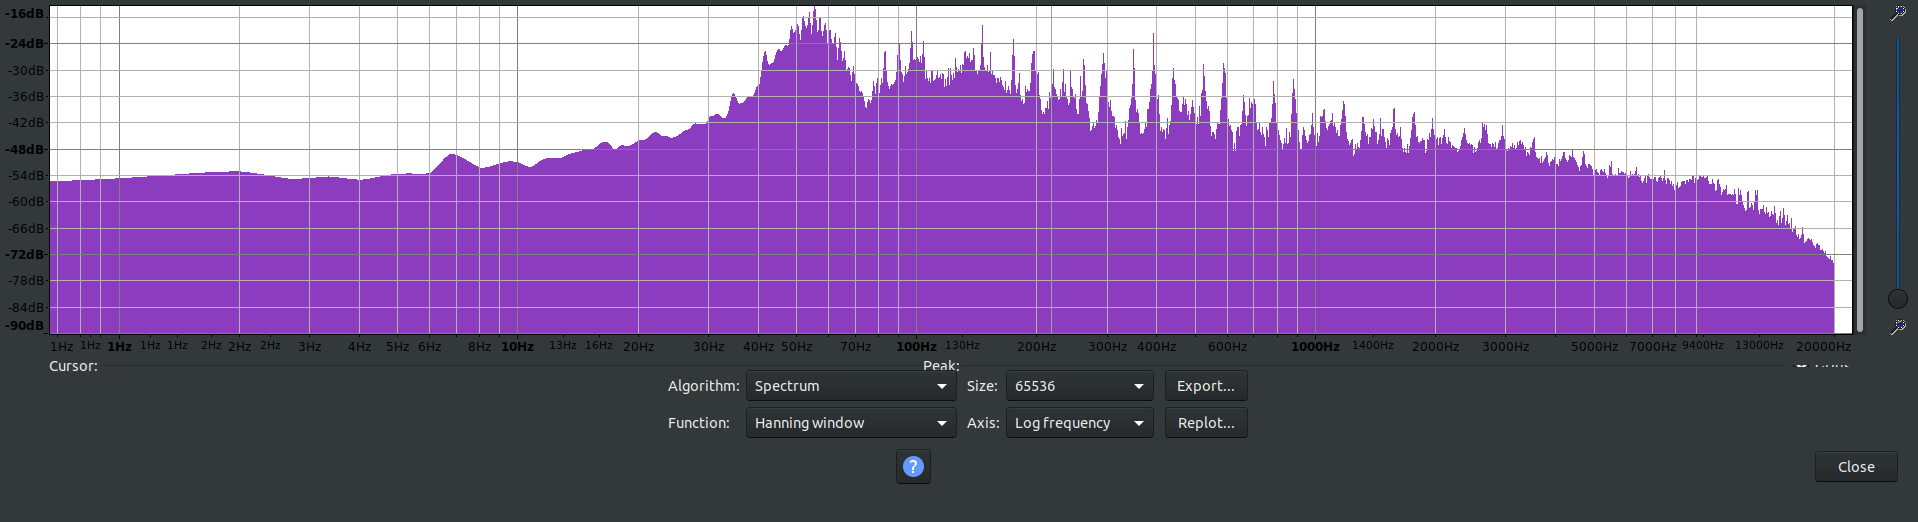 -16dB
-24dB
-30dB
-36dB
-42dB
-48dB
-54dB
-60dB
-66dB
-72dB
-78dB
-84dB
-90dB
1Hz 1Hz 1Hz 1Hz 1Hz 2Hz 2Hz 2Hz 3Hz 4Hz 5Hz 6Hz 8Hz 10Hz 13Hz 16Hz 20Hz 30Hz 40Hz 50Hz 70Hz 100Hz 130Hz 200Hz 300Hz 400Hz 600Hz 1000Hz 1400Hz 2000Hz 3000Hz 5000Hz 7000Hz 9400Hz 13000Hz 20000Hz
Cursor: Peak:
Algorithm: Spectrum Size: 65536 Export...
Function: Hanning window Axis: Log frequency Replot...
?
Close